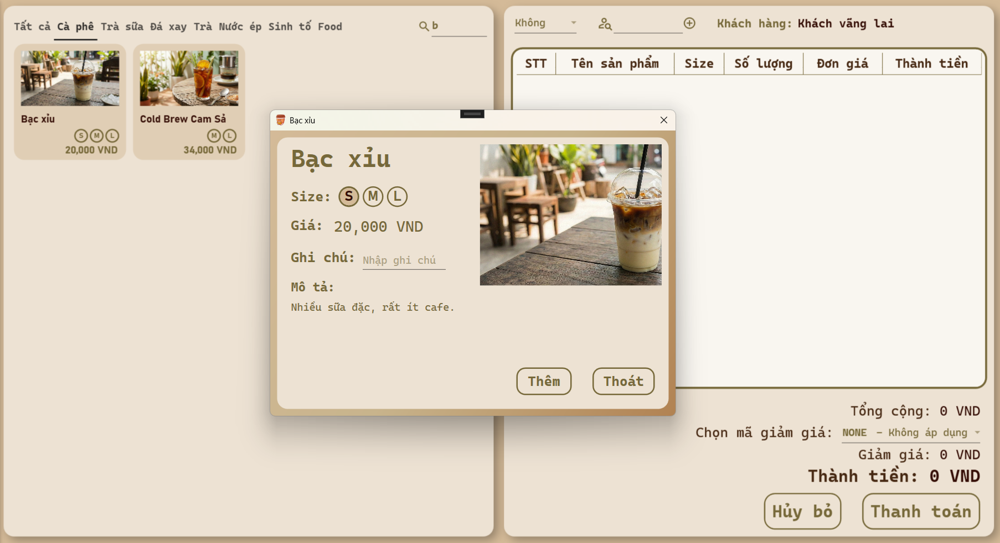 Tất cả Cà phê Trà sữa Đá xay Trà Nước ép Sinh tố Food
b
Bạc xỉu
S M L
20,000 VND
Cold Brew Cam Sả
M L
34,000 VND
Không
Khách hàng: Khách vãng lai
STT Tên sản phẩm Size Số lượng Đơn giá Thành tiền
Bạc xỉu
Bạc xỉu
Size: S M L
Giá: 20,000 VND
Ghi chú: Nhập ghi chú
Mô tả:
Nhiều sữa đặc, rất ít cafe.
Thêm Thoát
Tổng cộng: 0 VND
Chọn mã giảm giá: NONE - Không áp dụng
Giảm giá: 0 VND
Thành tiền: 0 VND
Hủy bỏ Thanh toán